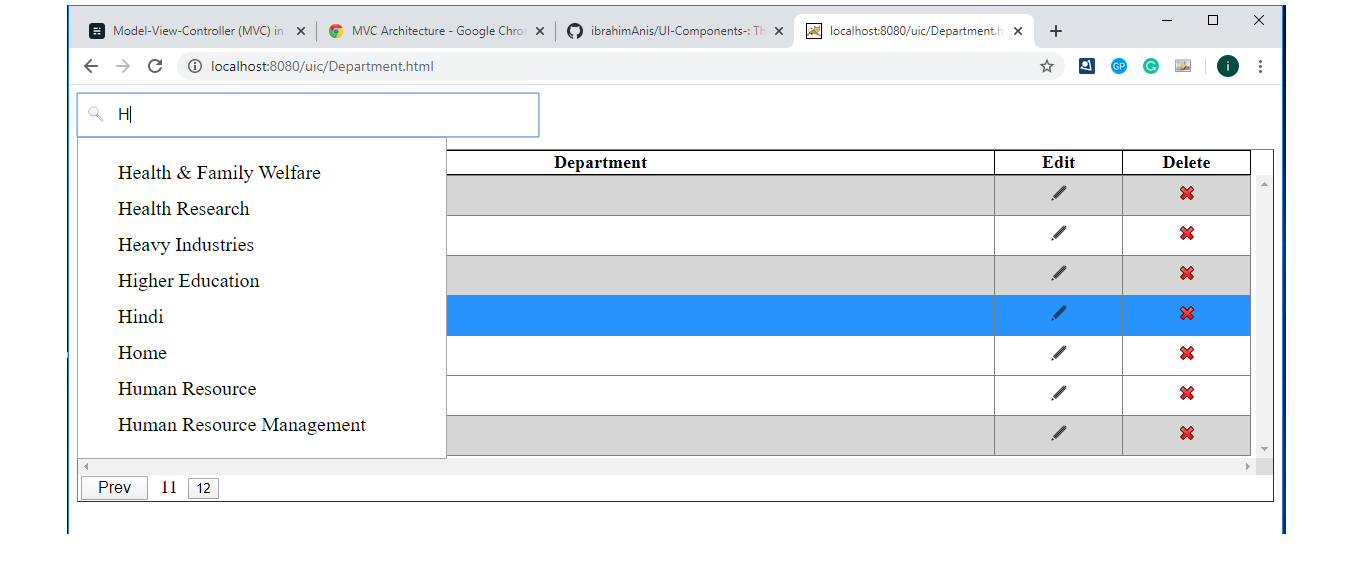 Model-View-Controller (MVC) in
MVC Architecture - Google Chro
ibrahimAnis/UI-Components-: Th
localhost:8080/uic/Department.h
localhost:8080/uic/Department.html
GP
G
i
H
Department Edit Delete
Health & Family Welfare
Health Research
Heavy Industries
Higher Education
Hindi
Home
Human Resource
Human Resource Management
Prev 11 12